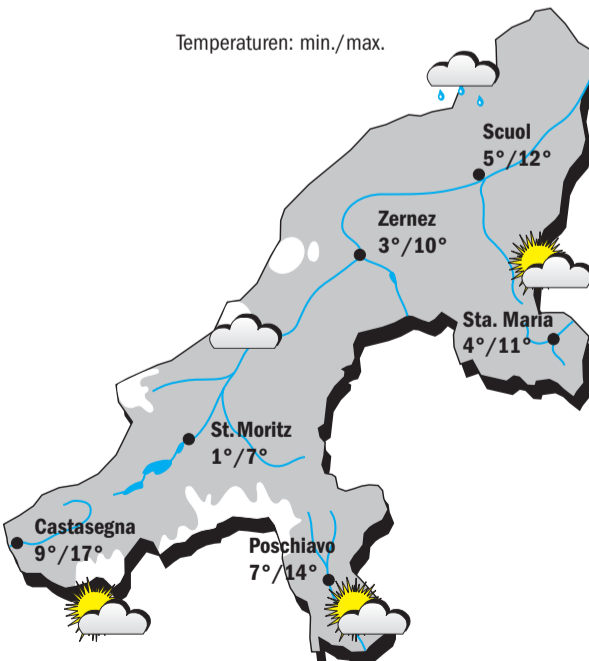 Temperaturen: min./max.
Scuol
5°/12°
Zernez
3°/10°
Sta. Maria
4°/11°
St. Moritz
1°/7°
Castasegna
9°/17°
Poschiavo
7°/14°